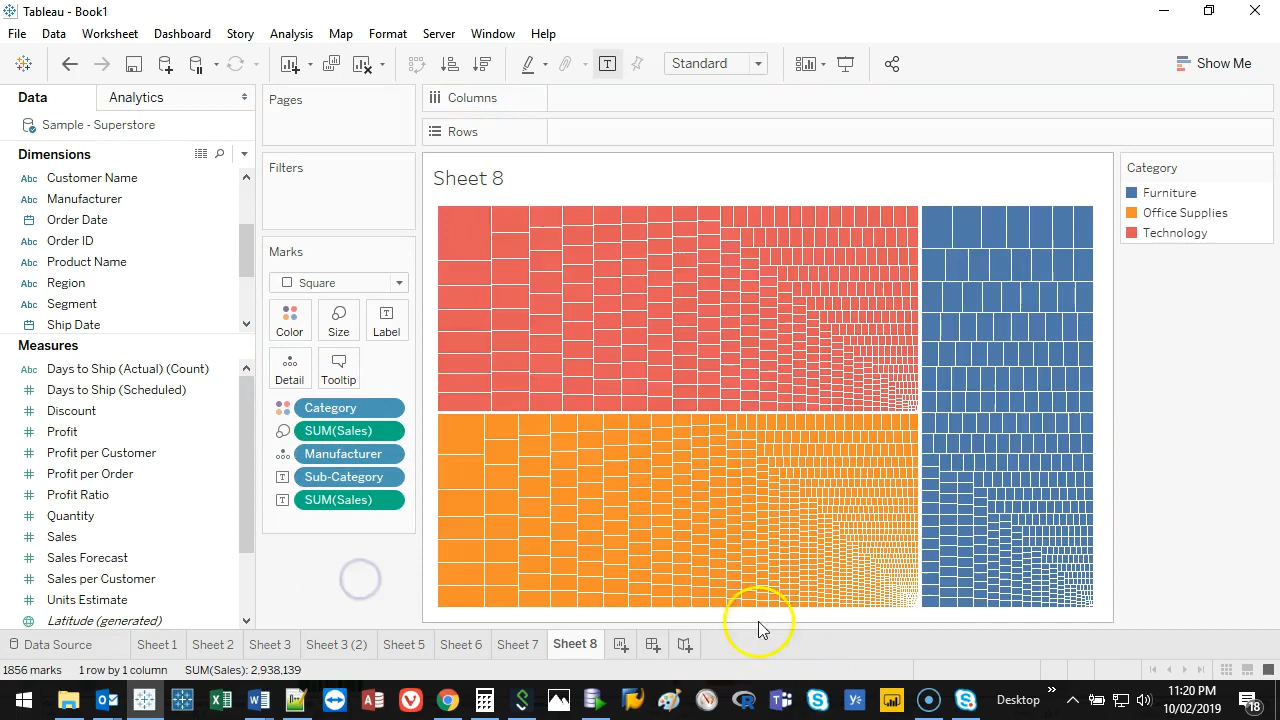 Tableau - Book1
File Data Worksheet Dashboard Story Analysis Map Format Server Window Help
Standard
Show Me
Data Analytics
Pages
Columns
Sample - Superstore
Rows
Dimensions
Filters
Category
Customer Name
Sheet 8
Furniture
Manufacturer
Office Supplies
Order Date
Technology
Order ID
Marks
Product Name
Square
Region
Color Size Label
Segment
Ship Date
Detail Tooltip
Measures
Days to Ship (Actual) (Count)
Category
Days to Ship (Scheduled)
SUM(Sales)
Discount
Manufacturer
Profit
Sub-Category
Profit per Customer
SUM(Sales)
Profit per Order
Profit Ratio
Quantity
Sales
Sales Forecast
Sales per Customer
Units Estimate
Latitude (generated)
Data Source Sheet 1 Sheet 2 Sheet 3 Sheet 3 (2) Sheet 5 Sheet 6 Sheet 7 Sheet 8
1856 marks 1 row by 1 column SUM(Sales): 2,938,139
Desktop
11:20 PM
10/02/2019
18